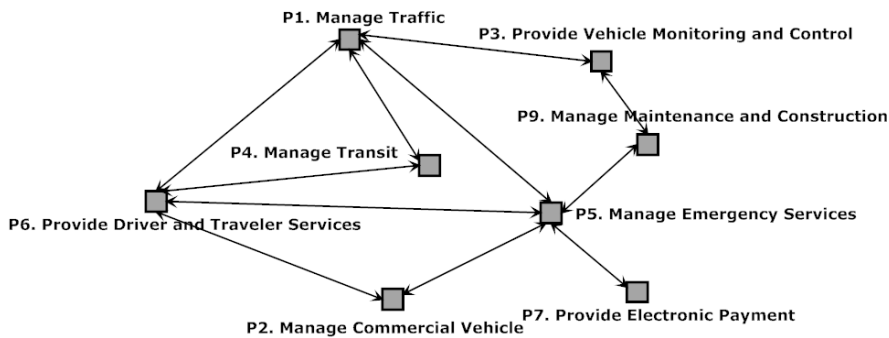 P1. Manage Traffic
P3. Provide Vehicle Monitoring and Control
P9. Manage Maintenance and Construction
P4. Manage Transit
P5. Manage Emergency Services
P6. Provide Driver and Traveler Services
P7. Provide Electronic Payment
P2. Manage Commercial Vehicle